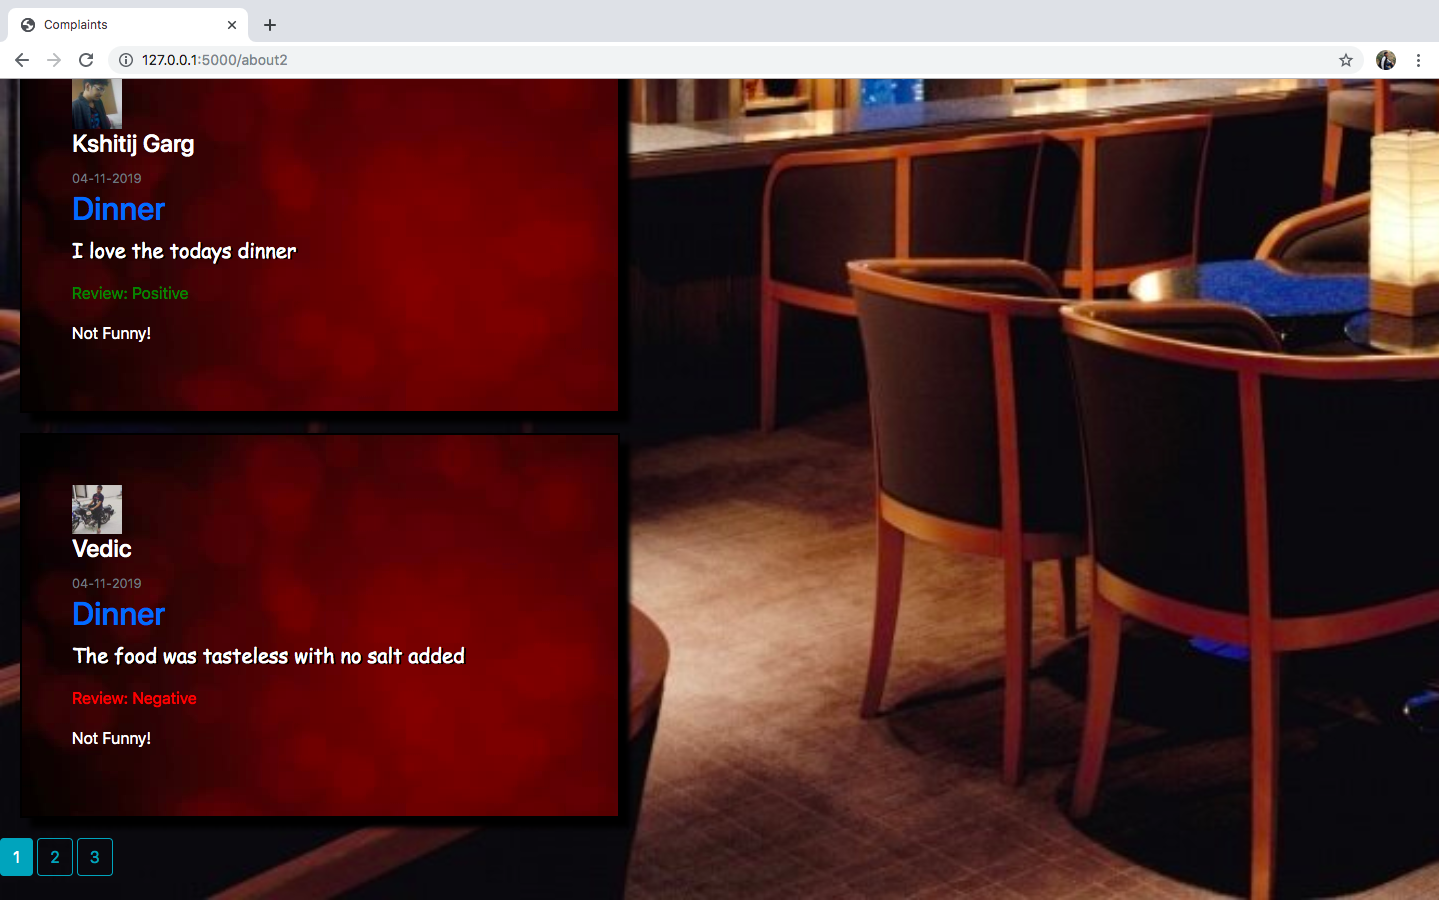 Complaints
127.0.0.1:5000/about2
Kshitij Garg
04-11-2019
Dinner
I love the todays dinner
Review: Positive
Not Funny!
Vedic
04-11-2019
Dinner
The food was tasteless with no salt added
Review: Negative
Not Funny!
1 2 3